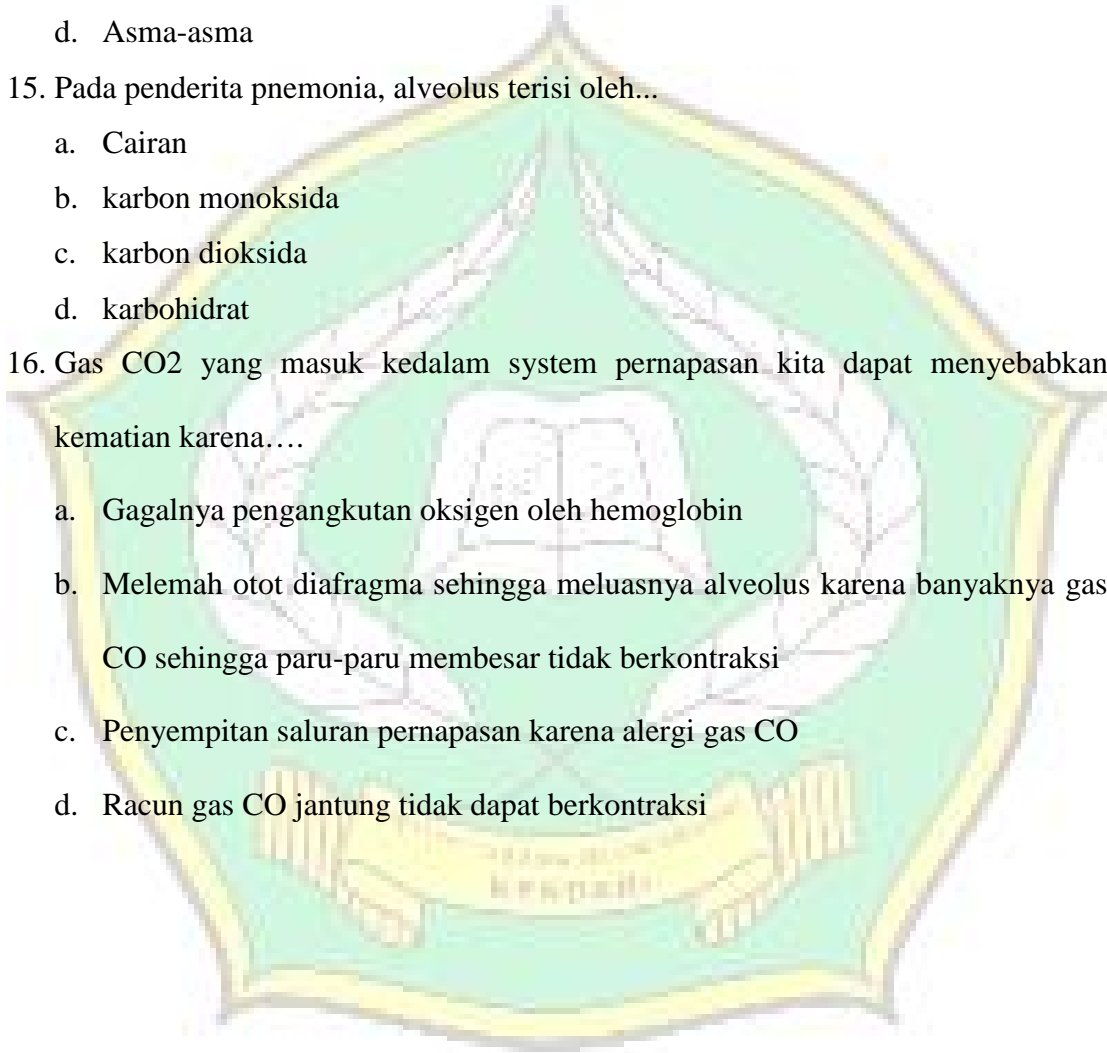 d. Asma-asma
15. Pada penderita pnemonia, alveolus terisi oleh...
a. Cairan
b. karbon monoksida
c. karbon dioksida
d. karbohidrat
16. Gas CO2 yang masuk kedalam system pernapasan kita dapat menyebabkan
kematian karena….
a. Gagalnya pengangkutan oksigen oleh hemoglobin
b. Melemah otot diafragma sehingga meluasnya alveolus karena banyaknya gas
CO sehingga paru-paru membesar tidak berkontraksi
c. Penyempitan saluran pernapasan karena alergi gas CO
d. Racun gas CO jantung tidak dapat berkontraksi
KENDARI